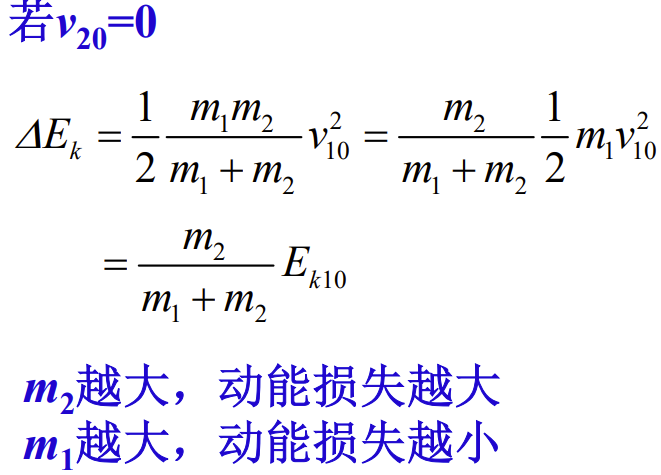 若v₂₀=0
ΔEₖ = 1/2 m₁m₂/(m₁+m₂) v₁₀² = m₂/(m₁+m₂) 1/2 m₁v₁₀²
= m₂/(m₁+m₂) Eₖ₁₀
m₂越大，动能损失越大
m₁越大，动能损失越小